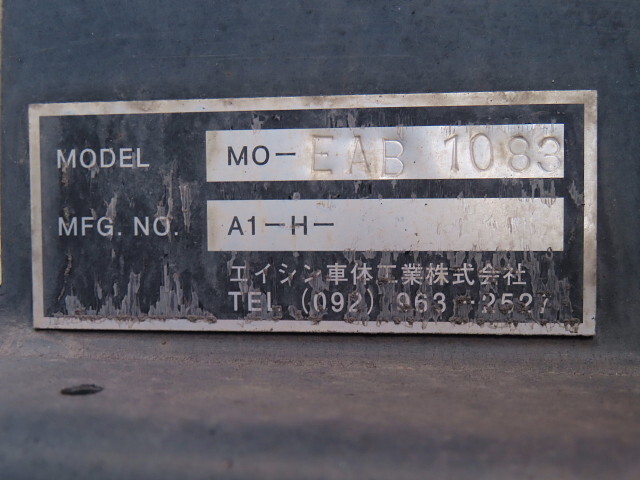 MODEL MO-EAB 1083
MFG. NO. A1-H-
エイシン車体工業株式会社
TEL (092) 963-2527